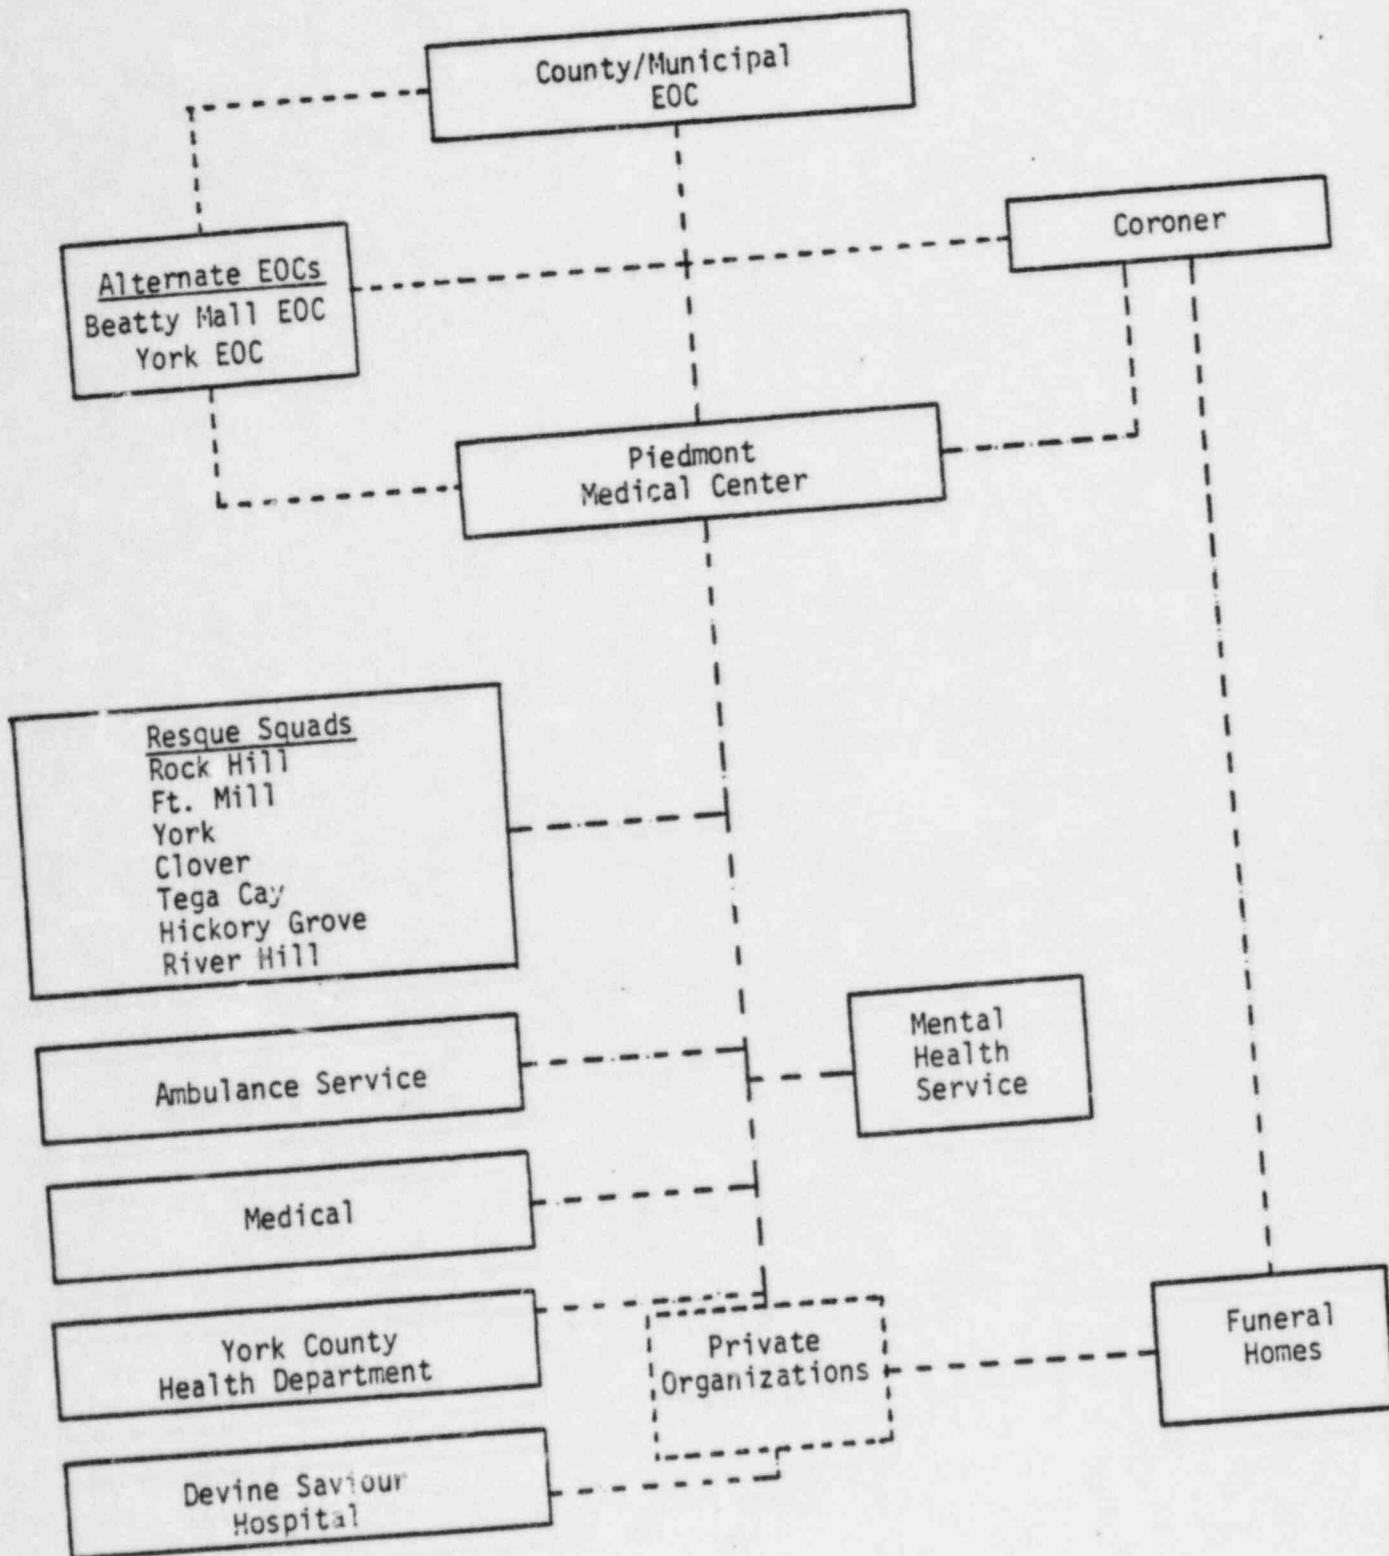 County/Municipal
EOC
Coroner
Alternate EOCs
Beatty Mall EOC
York EOC
Piedmont
Medical Center
Resque Squads
Rock Hill
Ft. Mill
York
Clover
Tega Cay
Hickory Grove
River Hill
Ambulance Service
Mental
Health
Service
Medical
York County
Health Department
Private
Organizations
Funeral
Homes
Devine Saviour
Hospital